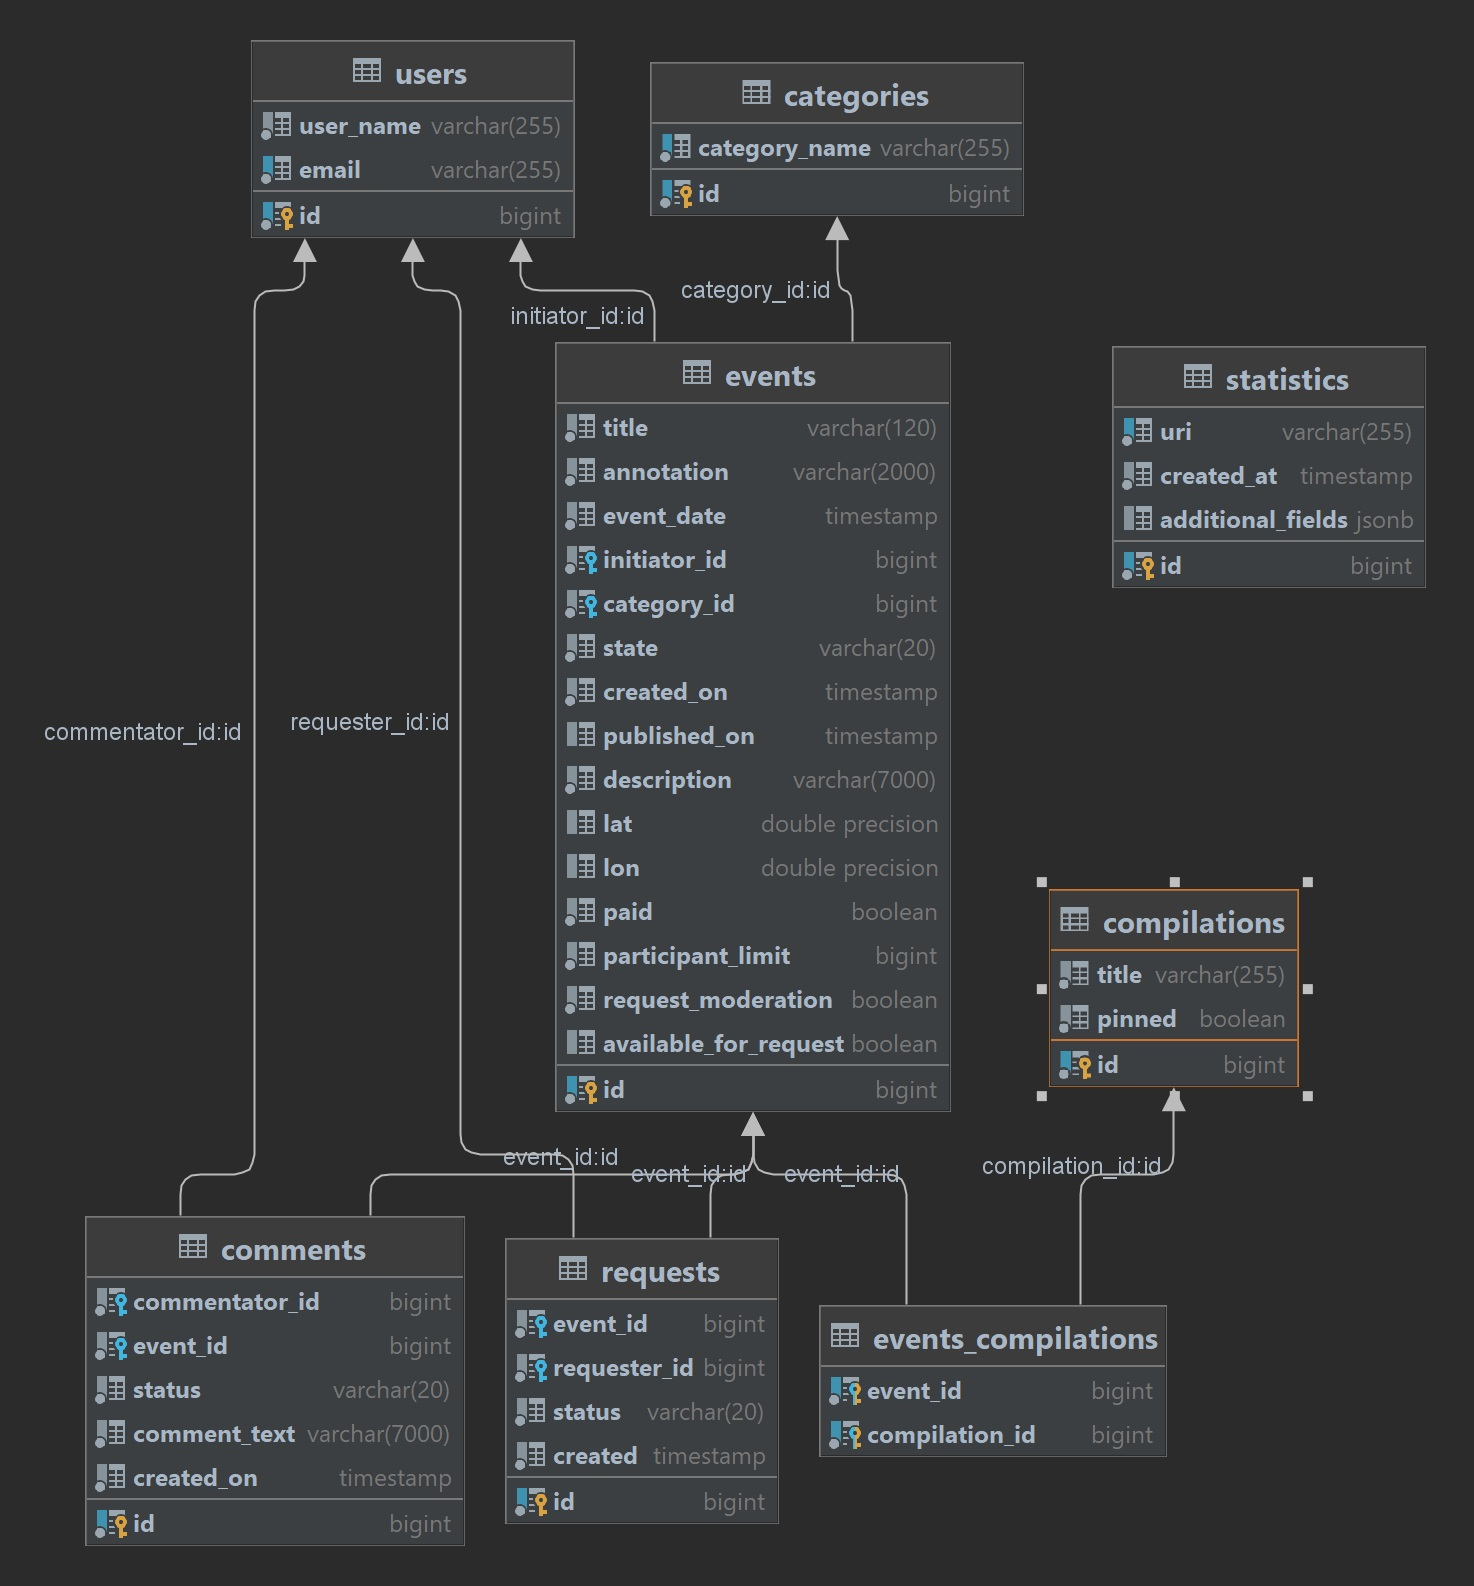 users
user_name varchar(255)
email varchar(255)
id bigint
categories
category_name varchar(255)
id bigint
initiator_id:id
category_id:id
commentator_id:id
requester_id:id
events
title varchar(120)
annotation varchar(2000)
event_date timestamp
initiator_id bigint
category_id bigint
state varchar(20)
created_on timestamp
published_on timestamp
description varchar(7000)
lat double precision
lon double precision
paid boolean
participant_limit bigint
request_moderation boolean
available_for_request boolean
id bigint
statistics
uri varchar(255)
created_at timestamp
additional_fields jsonb
id bigint
compilations
title varchar(255)
pinned boolean
id bigint
event_id:id
event_id:id
event_id:id
compilation_id:id
comments
commentator_id bigint
event_id bigint
status varchar(20)
comment_text varchar(7000)
created_on timestamp
id bigint
requests
event_id bigint
requester_id bigint
status varchar(20)
created timestamp
id bigint
events_compilations
event_id bigint
compilation_id bigint